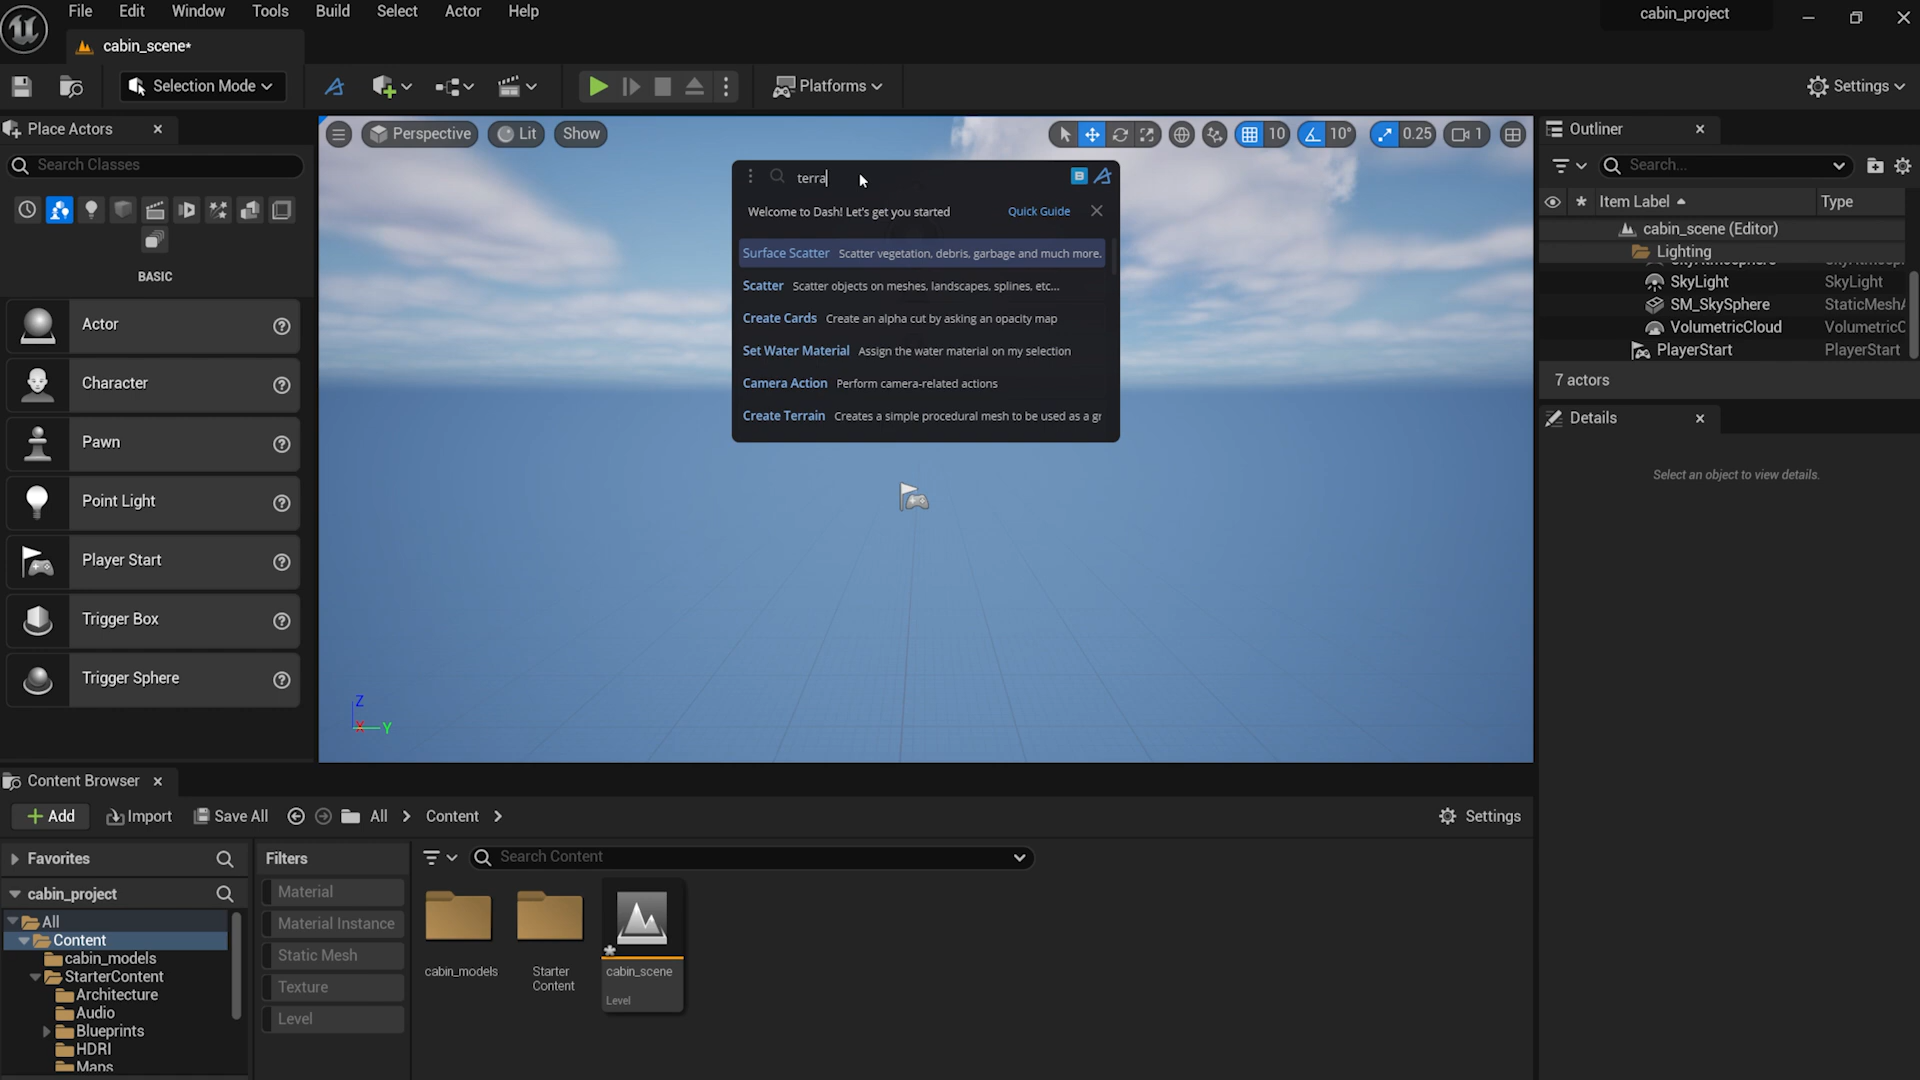 File Edit Window Tools Build Select Actor Help
cabin_project
cabin_scene*
Selection Mode
Platforms
Settings
Place Actors
Search Classes
BASIC
Actor
Character
Pawn
Point Light
Player Start
Trigger Box
Trigger Sphere
Perspective
Lit
Show
10
10°
0.25
1
terra
B
Welcome to Dash! Let's get you started
Quick Guide
Surface Scatter Scatter vegetation, debris, garbage and much more.
Scatter Scatter objects on meshes, landscapes, splines, etc...
Create Cards Create an alpha cut by asking an opacity map
Set Water Material Assign the water material on my selection
Camera Action Perform camera-related actions
Create Terrain Creates a simple procedural mesh to be used as a gr
Z
X
Y
Outliner
Search...
Item Label Type
cabin_scene (Editor)
Lighting
SkyLight SkyLight
SM_SkySphere StaticMeshA
VolumetricCloud VolumetricC
PlayerStart PlayerStart
7 actors
Details
Select an object to view details.
Content Browser
Add
Import
Save All
All
Content
Settings
Favorites
cabin_project
All
Content
cabin_models
StarterContent
Architecture
Audio
Blueprints
HDRI
Maps
Filters
Material
Material Instance
Static Mesh
Texture
Level
Search Content
cabin_models
Starter
Content
cabin_scene
Level